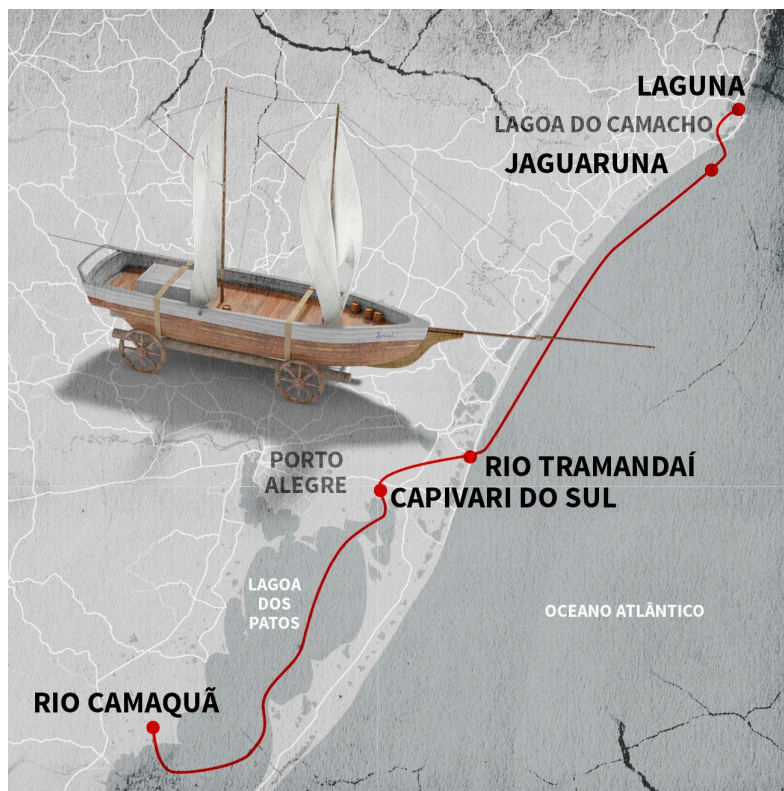 LAGUNA
LAGOA DO CAMACHO
JAGUARUNA
PORTO
ALEGRE
RIO TRAMANDAÍ
CAPIVARI DO SUL
LAGOA
DOS
PATOS
OCEANO ATLÂNTICO
RIO CAMAQUÃ